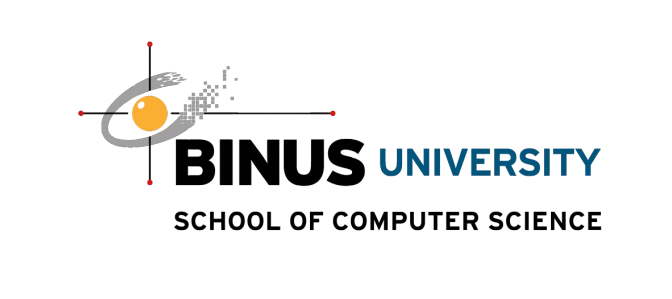 BINUS UNIVERSITY
SCHOOL OF COMPUTER SCIENCE